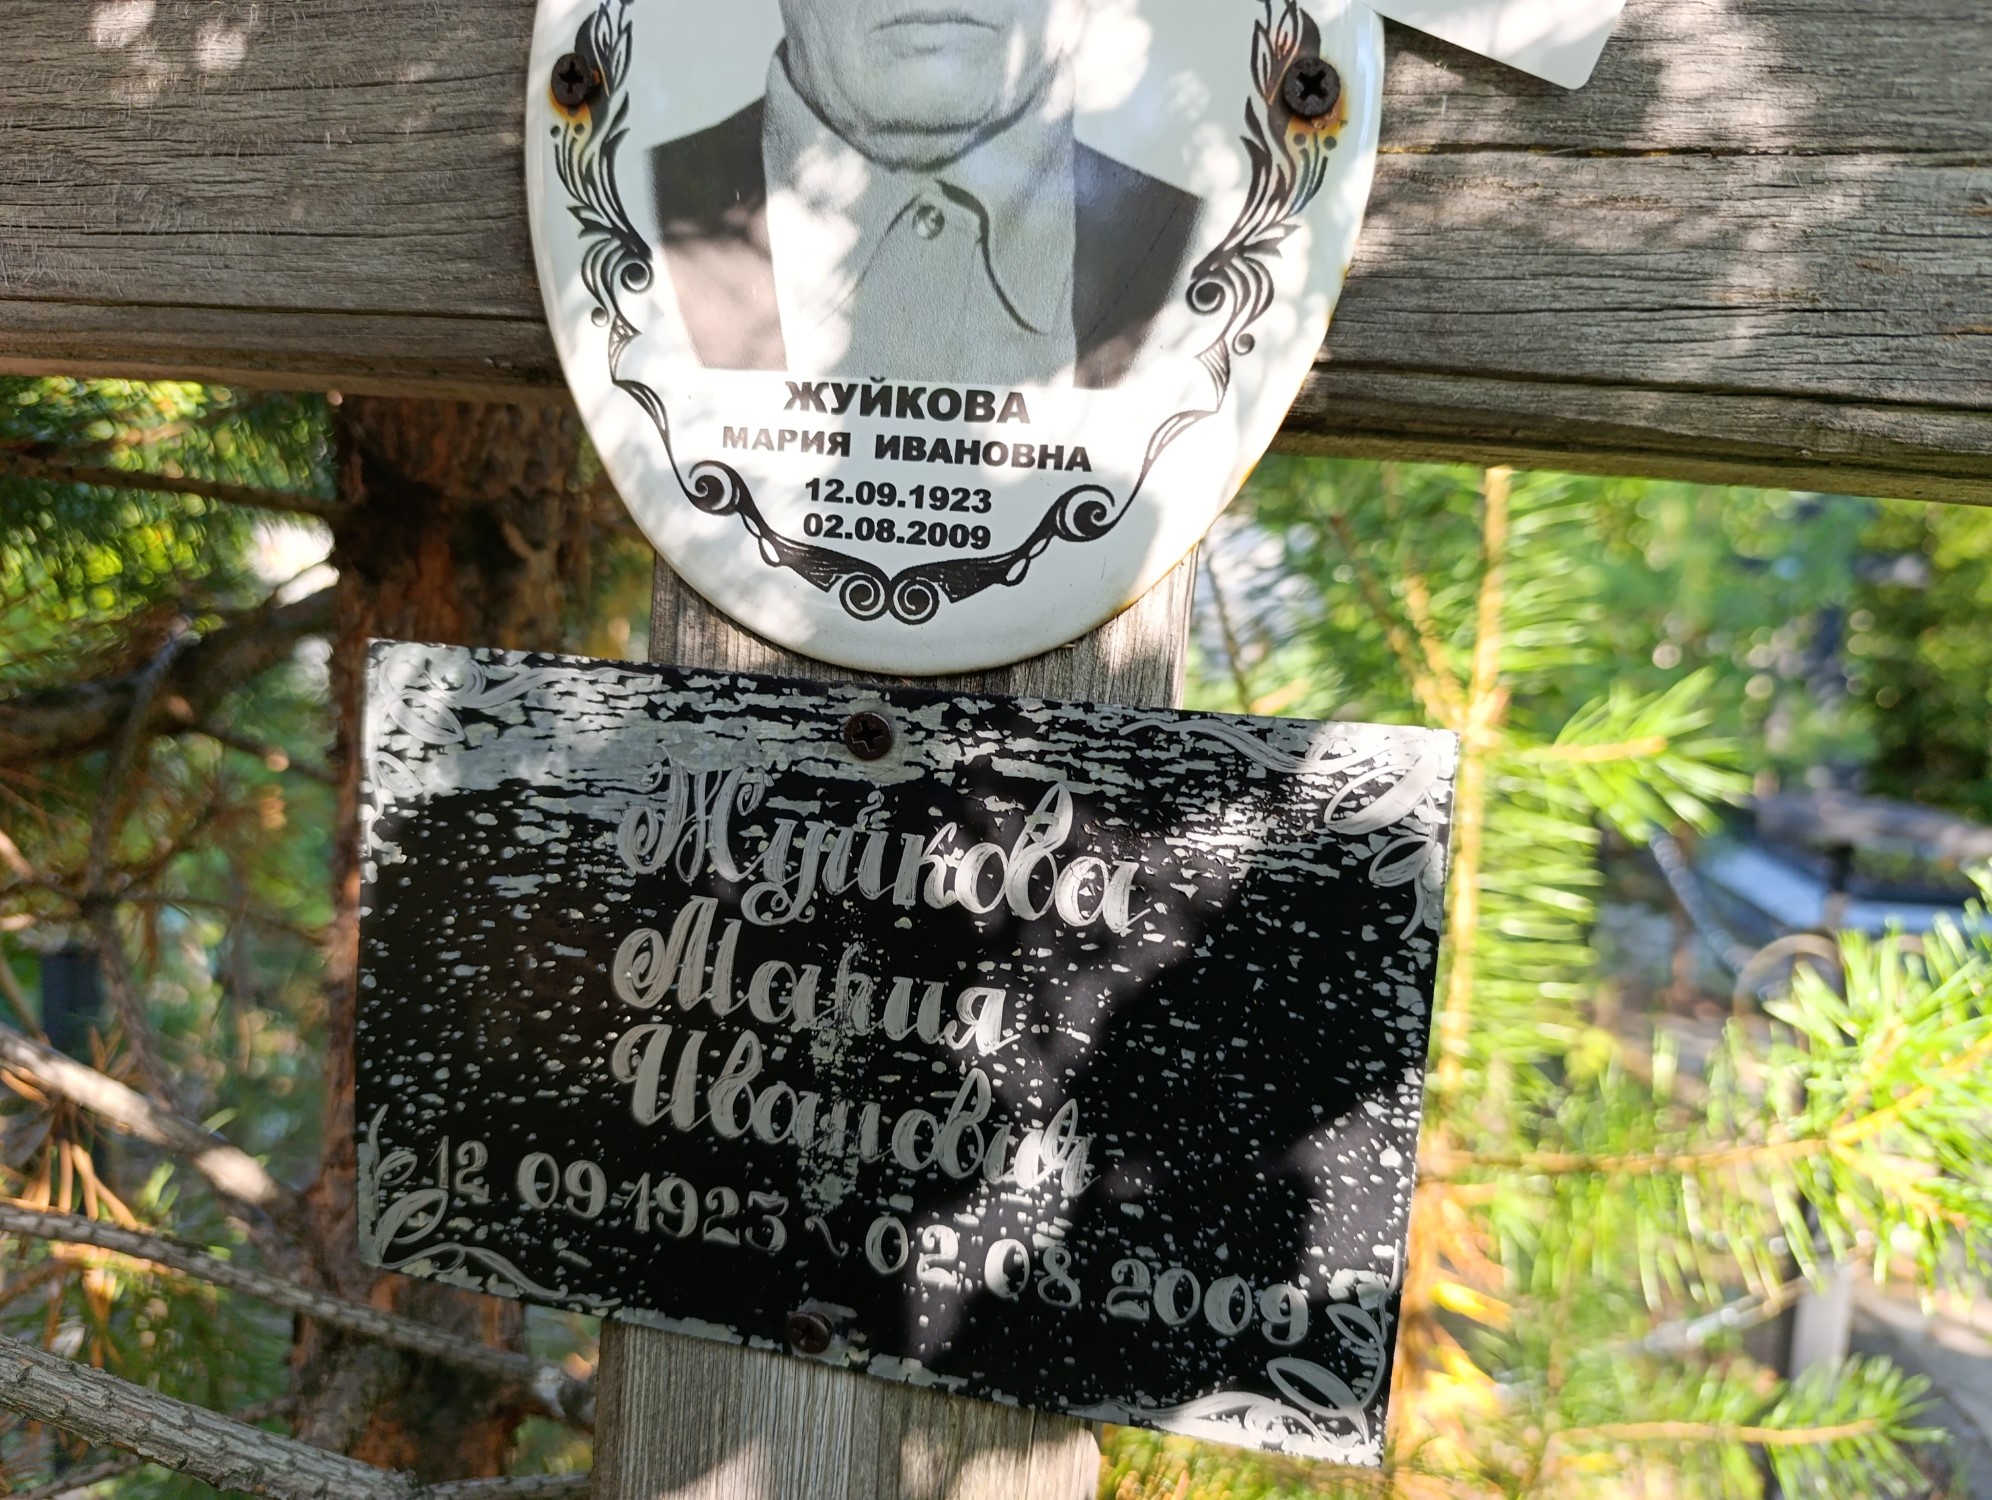 ЖУЙКОВА
МАРИЯ ИВАНОВНА
12.09.1923
02.08.2009
Жуйкова
Мария
Ивановна
12 09 1923 ~ 02 08 2009